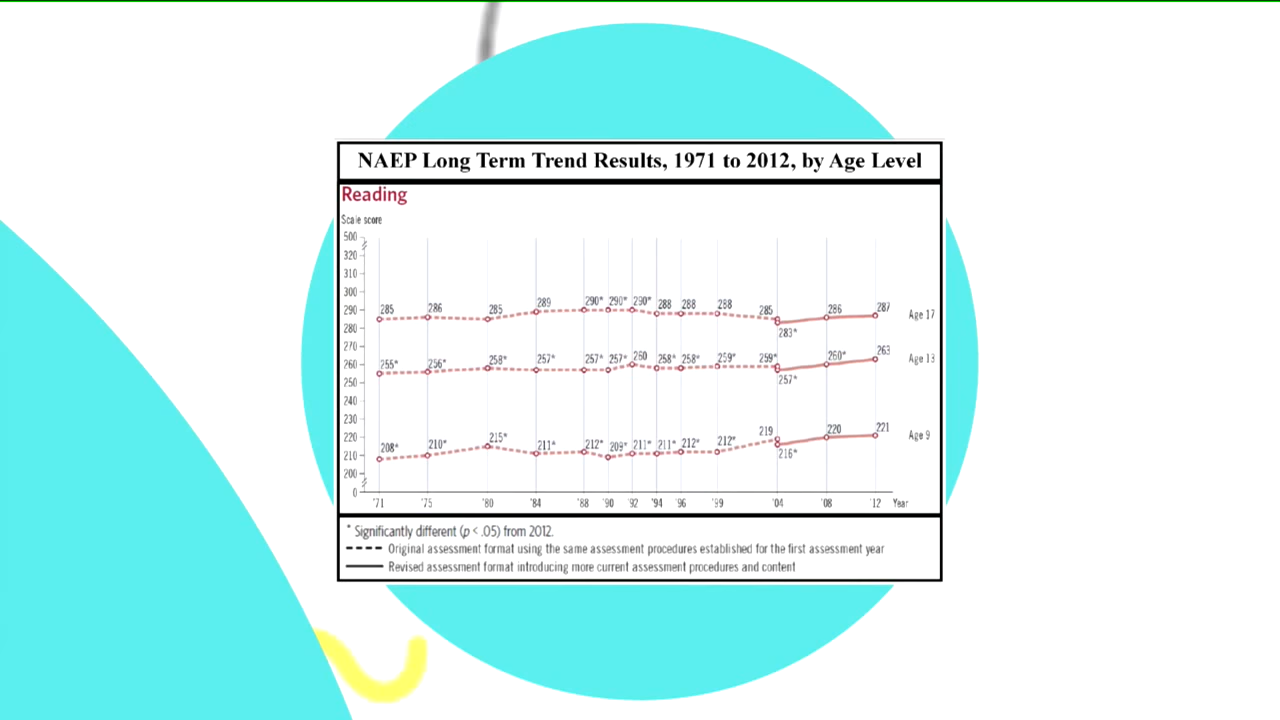 NAEP Long Term Trend Results, 1971 to 2012, by Age Level
Reading
Scale score
500
320
310
300
290
280
270
260
250
240
230
220
210
200
0
285 286 285 289 290* 290* 290* 288 288 288 285 283* 286 287 Age 17
255* 256* 258* 257* 257* 257* 260 258* 258* 259* 259* 257* 260* 263 Age 13
208* 210* 215* 211* 212* 209* 211* 211* 212* 212* 219 216* 220 221 Age 9
'71 '75 '80 '84 '88 '90 '92 '94 '96 '99 '04 '08 '12 Year
* Significantly different (p < .05) from 2012.
Original assessment format using the same assessment procedures established for the first assessment year
Revised assessment format introducing more current assessment procedures and content